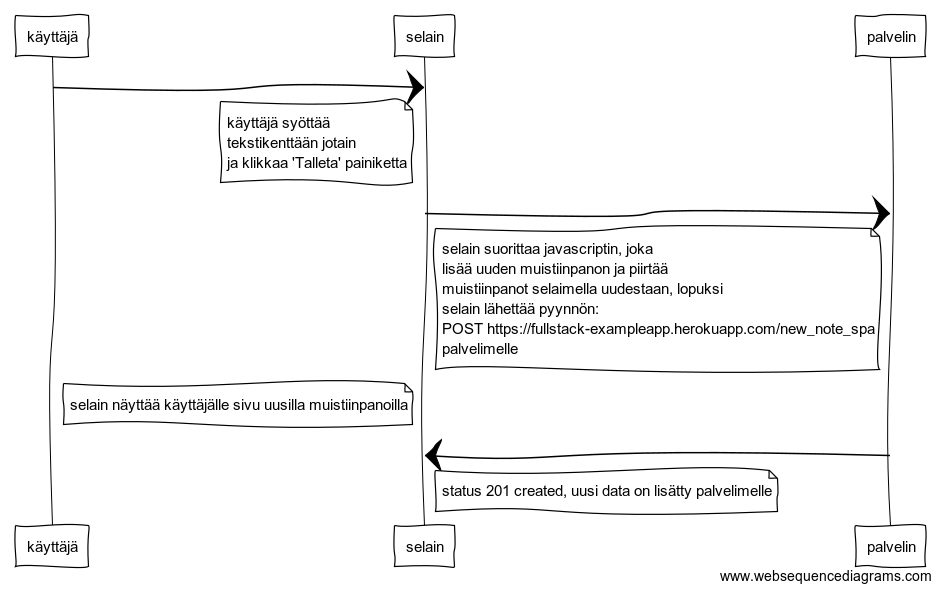 käyttäjä
selain
palvelin
käyttäjä syöttää
tekstikenttään jotain
ja klikkaa 'Talleta' painiketta
selain suorittaa javascriptin, joka
lisää uuden muistiinpanon ja piirtää
muistiinpanot selaimella uudestaan, lopuksi
selain lähettää pyynnön:
POST https://fullstack-exampleapp.herokuapp.com/new_note_spa
palvelimelle
selain näyttää käyttäjälle sivu uusilla muistiinpanoilla
status 201 created, uusi data on lisätty palvelimelle
käyttäjä
selain
palvelin
www.websequencediagrams.com